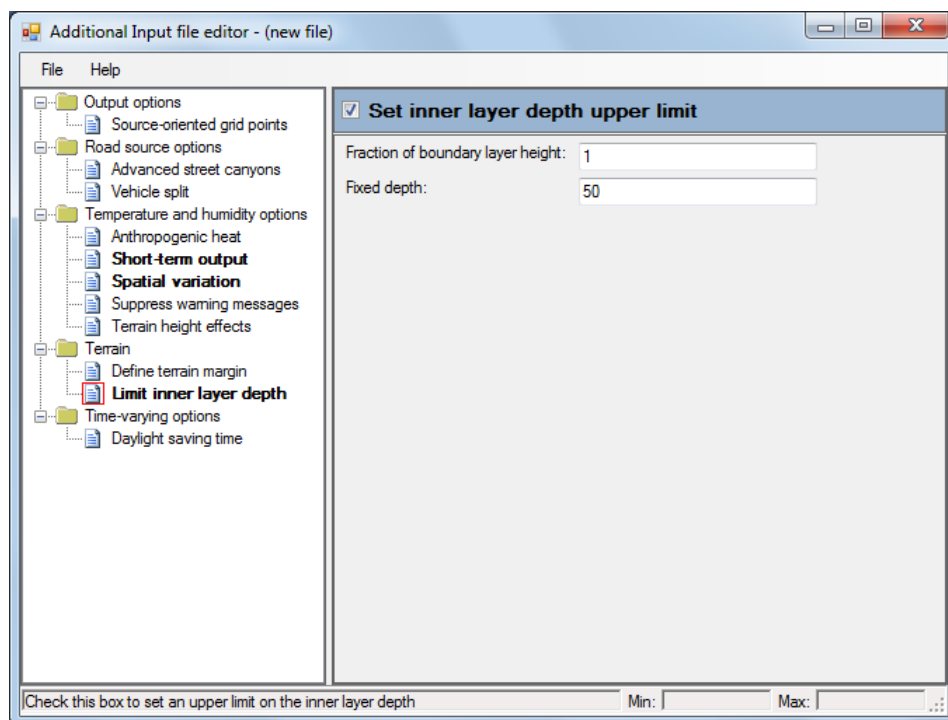 Additional Input file editor - (new file)
File Help
Output options
Source-oriented grid points
Road source options
Advanced street canyons
Vehicle split
Temperature and humidity options
Anthropogenic heat
Short-term output
Spatial variation
Suppress warning messages
Terrain height effects
Terrain
Define terrain margin
Limit inner layer depth
Time-varying options
Daylight saving time
Set inner layer depth upper limit
Fraction of boundary layer height: 1
Fixed depth: 50
Check this box to set an upper limit on the inner layer depth Min: Max: